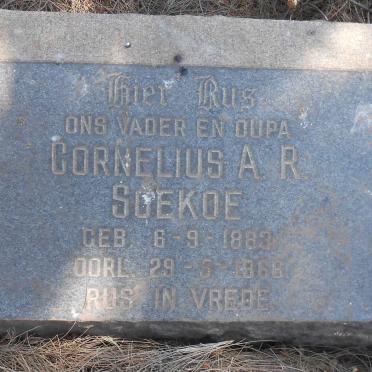 Hier Rus
ONS VADER EN OUPA
CORNELIUS A. R.
SOEKOE
GEB. 6-9-1883
OORL. 29-5-1966
RUS IN VREDE